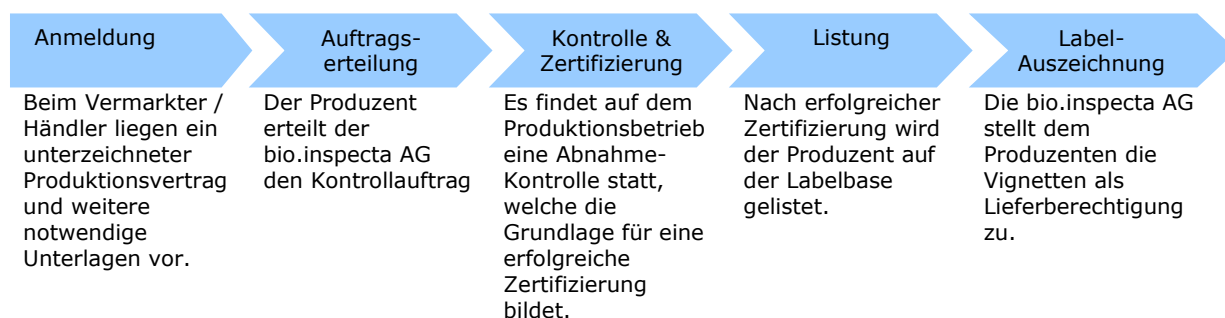 Anmeldung
Beim Vermarkter /
Händler liegen ein
unterzeichneter
Produktionsvertrag
und weitere
notwendige
Unterlagen vor.
Auftrags-
erteilung
Der Produzent
erteilt der
bio.inspecta AG
den Kontrollauftrag
Kontrolle &
Zertifizierung
Es findet auf dem
Produktionsbetrieb
eine Abnahme-
Kontrolle statt,
welche die
Grundlage für eine
erfolgreiche
Zertifizierung
bildet.
Listung
Nach erfolgreicher
Zertifizierung wird
der Produzent auf
der Labelbase
gelistet.
Label-
Auszeichnung
Die bio.inspecta AG
stellt dem
Produzenten die
Vignetten als
Lieferberechtigung
zu.